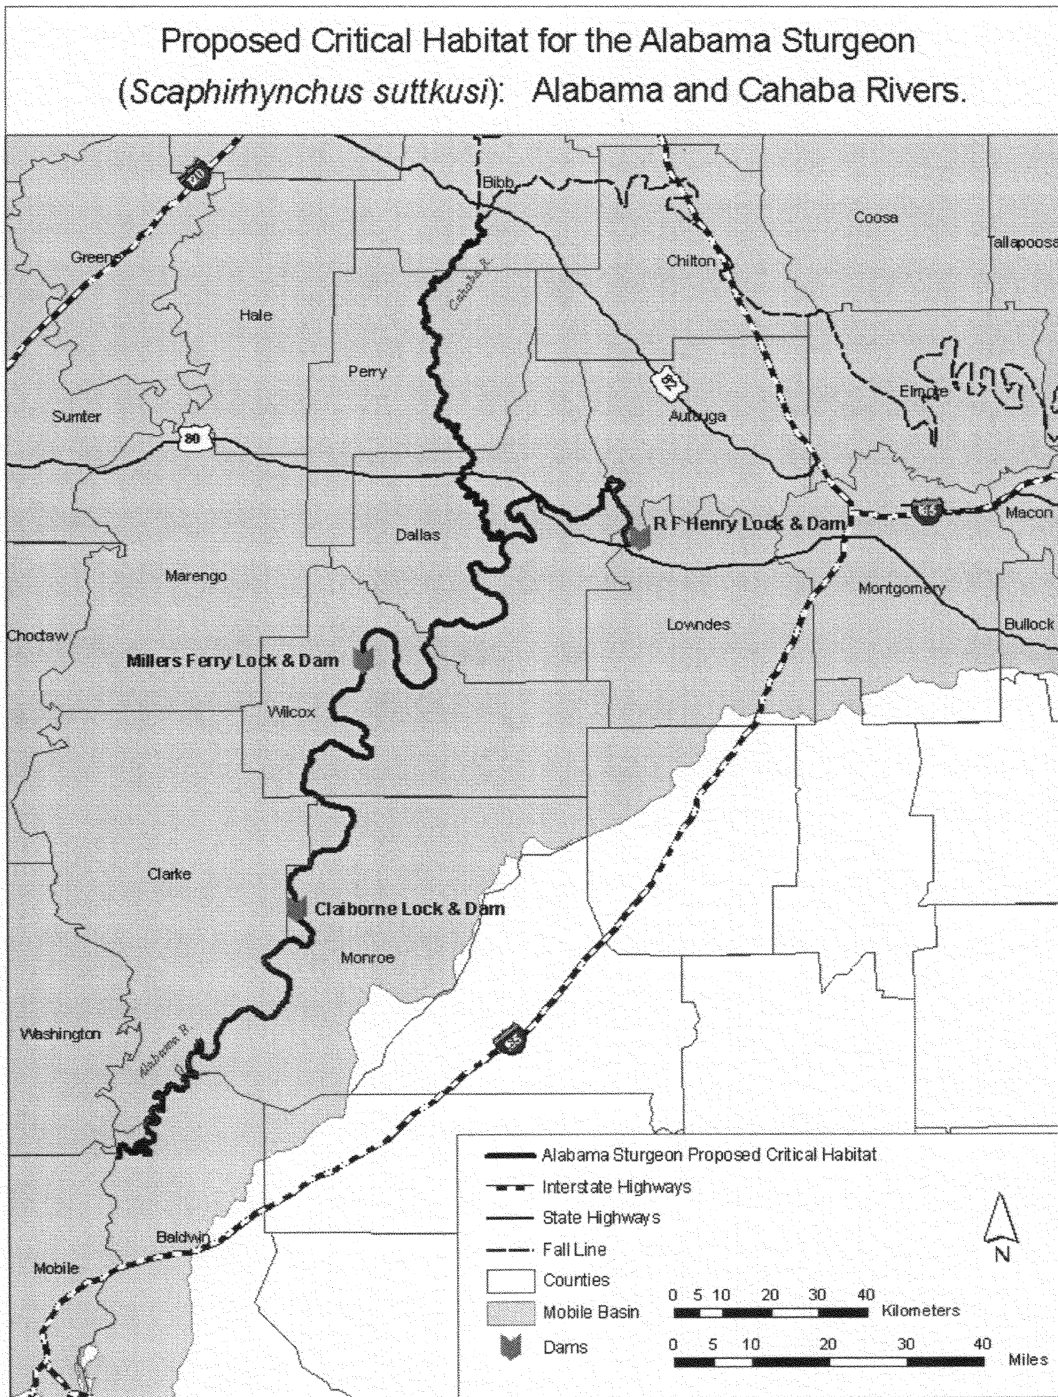 Proposed Critical Habitat for the Alabama Sturgeon
(Scaphirhynchus suttkusi): Alabama and Cahaba Rivers.
Bibb
Coosa
Greene
Tallapoosa
Chilton
Cahaba R.
Hale
Perry
82
Elmore
Sumter
Autauga
80
65
Macon
R F Henry Lock & Dam
Dallas
Marengo
Montgomery
Choctaw
Lowndes
Bullock
Millers Ferry Lock & Dam
Wilcox
Clarke
Claiborne Lock & Dam
Monroe
Washington
Alabama R.
Baldwin
Mobile
Alabama Sturgeon Proposed Critical Habitat
Interstate Highways
State Highways
Fall Line
Counties
Mobile Basin
Dams
N
0 5 10 20 30 40
Kilometers
0 5 10 20 30 40
Miles